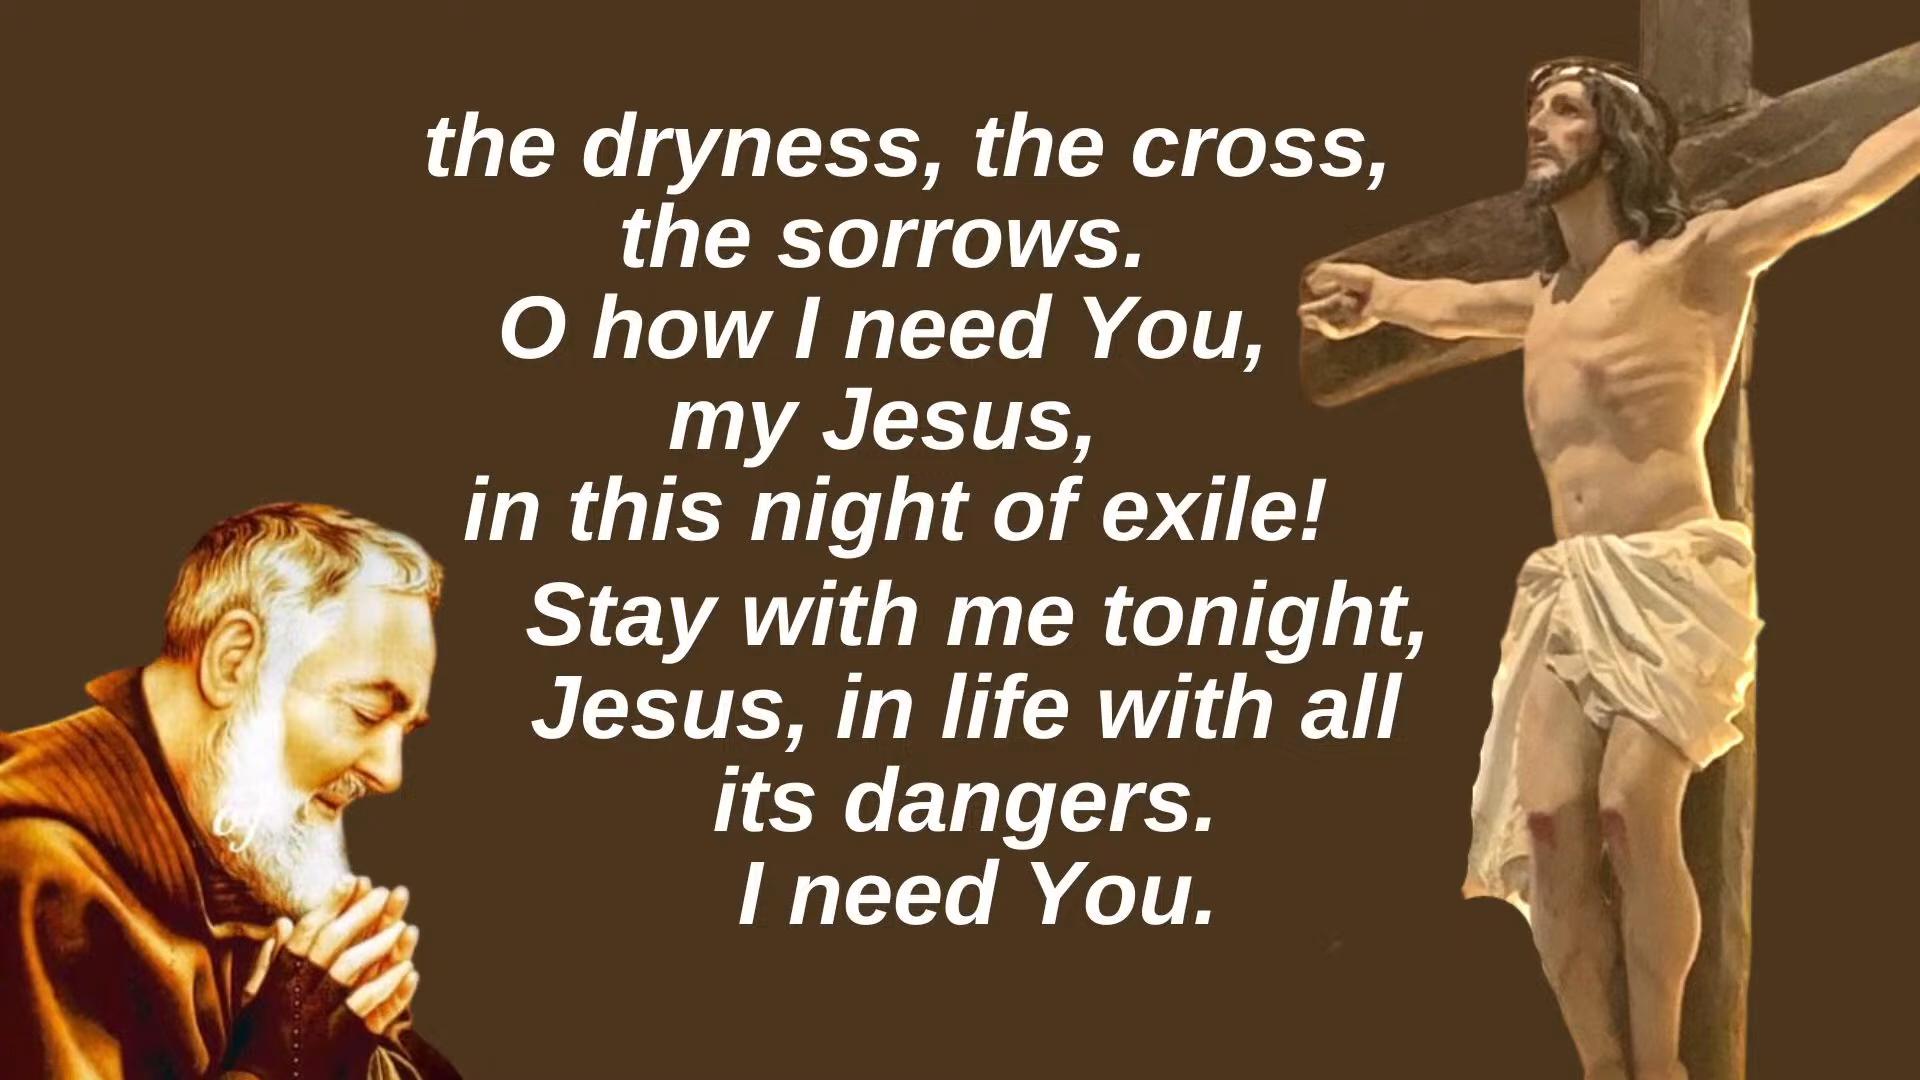 the dryness, the cross,
the sorrows.
O how I need You,
my Jesus,
in this night of exile!
Stay with me tonight,
Jesus, in life with all
its dangers.
I need You.